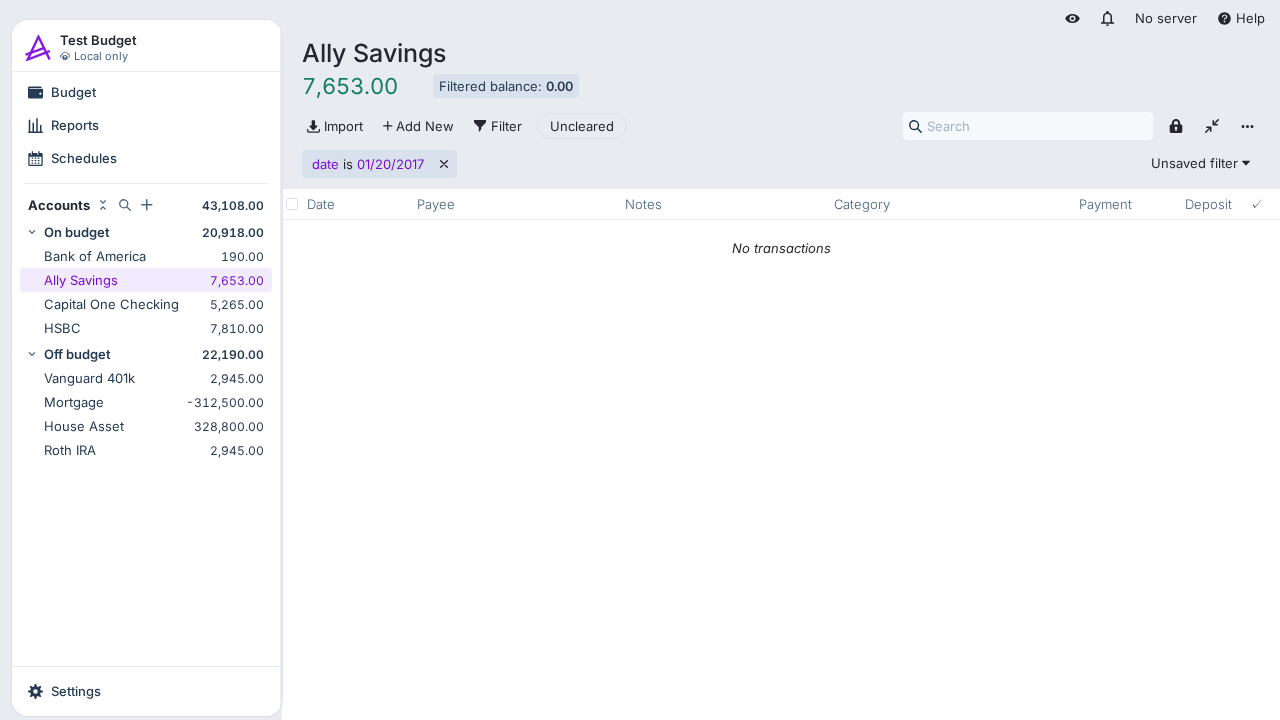 Test Budget
Local only
Budget
Reports
Schedules
Accounts 43,108.00
On budget 20,918.00
Bank of America 190.00
Ally Savings 7,653.00
Capital One Checking 5,265.00
HSBC 7,810.00
Off budget 22,190.00
Vanguard 401k 2,945.00
Mortgage -312,500.00
House Asset 328,800.00
Roth IRA 2,945.00
Settings
No server
Help
Ally Savings
7,653.00
Filtered balance: 0.00
Import
Add New
Filter
Uncleared
Search
date is 01/20/2017
Unsaved filter
Date Payee Notes Category Payment Deposit ✓
No transactions